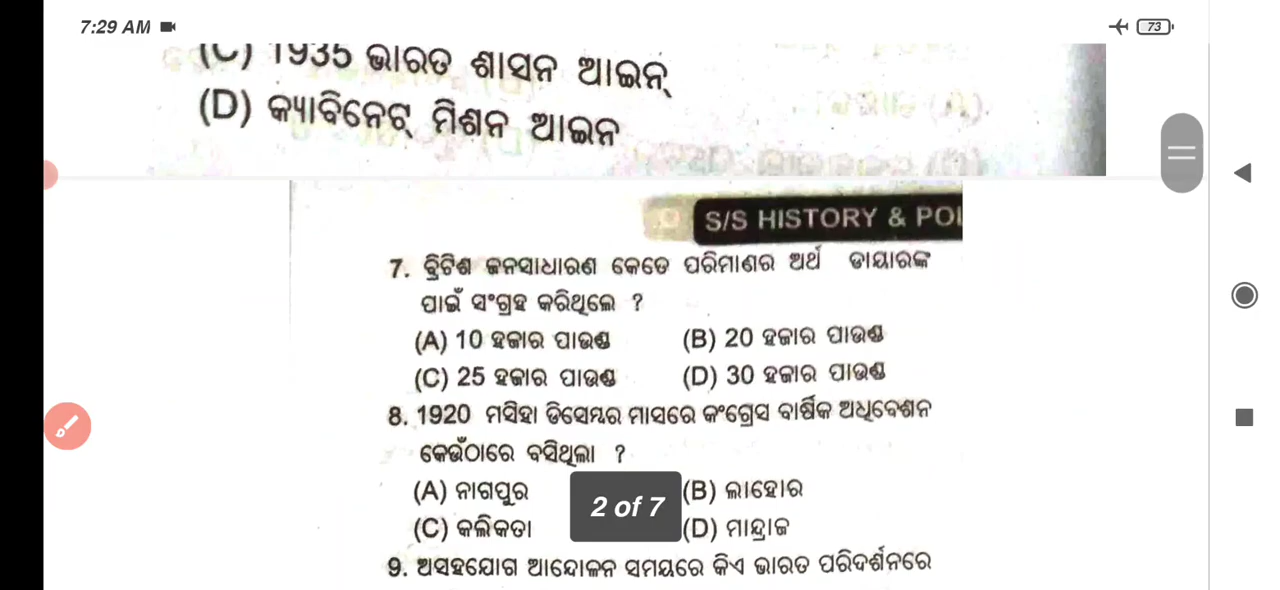 7:29 AM
73
(C) 1935 ଭାରତ ଶାସନ ଆଇନ୍
(D) କ୍ୟାବିନେଟ୍ ମିଶନ ଆଇନ
S/S HISTORY & POL
7. ବ୍ରିଟିଶ ଜନସାଧାରଣ କେତେ ପରିମାଣର ଅର୍ଥ ଡାୟାରଙ୍କ
ପାଇଁ ସଂଗ୍ରହ କରିଥିଲେ ?
(A) 10 ହଜାର ପାଉଣ୍ଡ (B) 20 ହଜାର ପାଉଣ୍ଡ
(C) 25 ହଜାର ପାଉଣ୍ଡ (D) 30 ହଜାର ପାଉଣ୍ଡ
8. 1920 ମସିହା ଡିସେମ୍ବର ମାସରେ କଂଗ୍ରେସ ବାର୍ଷିକ ଅଧିବେଶନ
କେଉଁଠାରେ ବସିଥିଲା ?
(A) ନାଗପୁର (B) ଲାହୋର
2 of 7
(C) କଲିକତା (D) ମାନ୍ଦ୍ରାଜ
9. ଅସହଯୋଗ ଆନ୍ଦୋଳନ ସମୟରେ କିଏ ଭାରତ ପରିଦର୍ଶନରେ